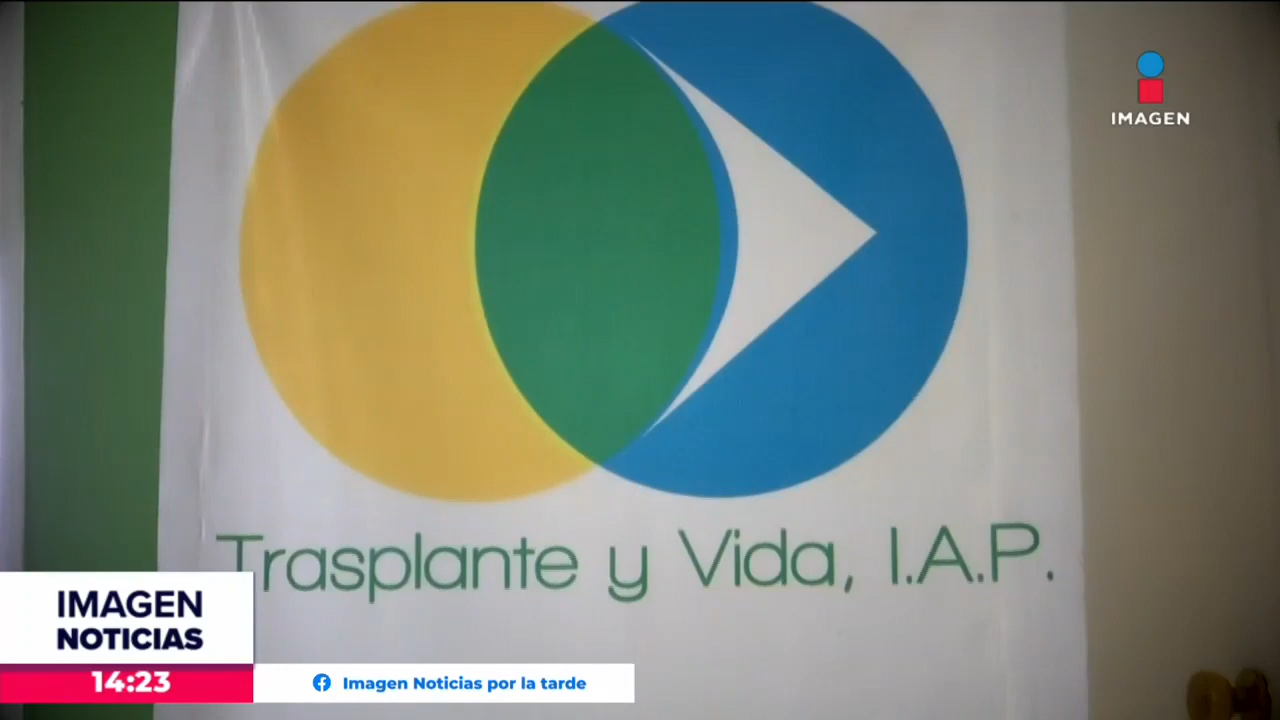 IMAGEN
Trasplante y Vida, I.A.P.
IMAGEN
NOTICIAS
14:23
Imagen Noticias por la tarde